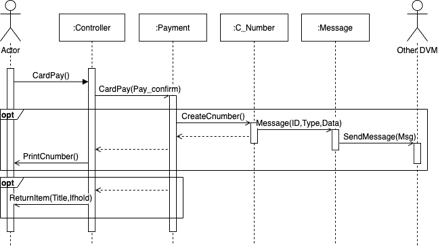 :Controller
:Payment
:C_Number
:Message
Actor
Other DVM
CardPay()
CardPay(Pay_confirm)
opt
CreateCnumber()
Message(ID,Type,Data)
SendMessage(Msg)
PrintCnumber()
opt
ReturnItem(Title,Ifhold)